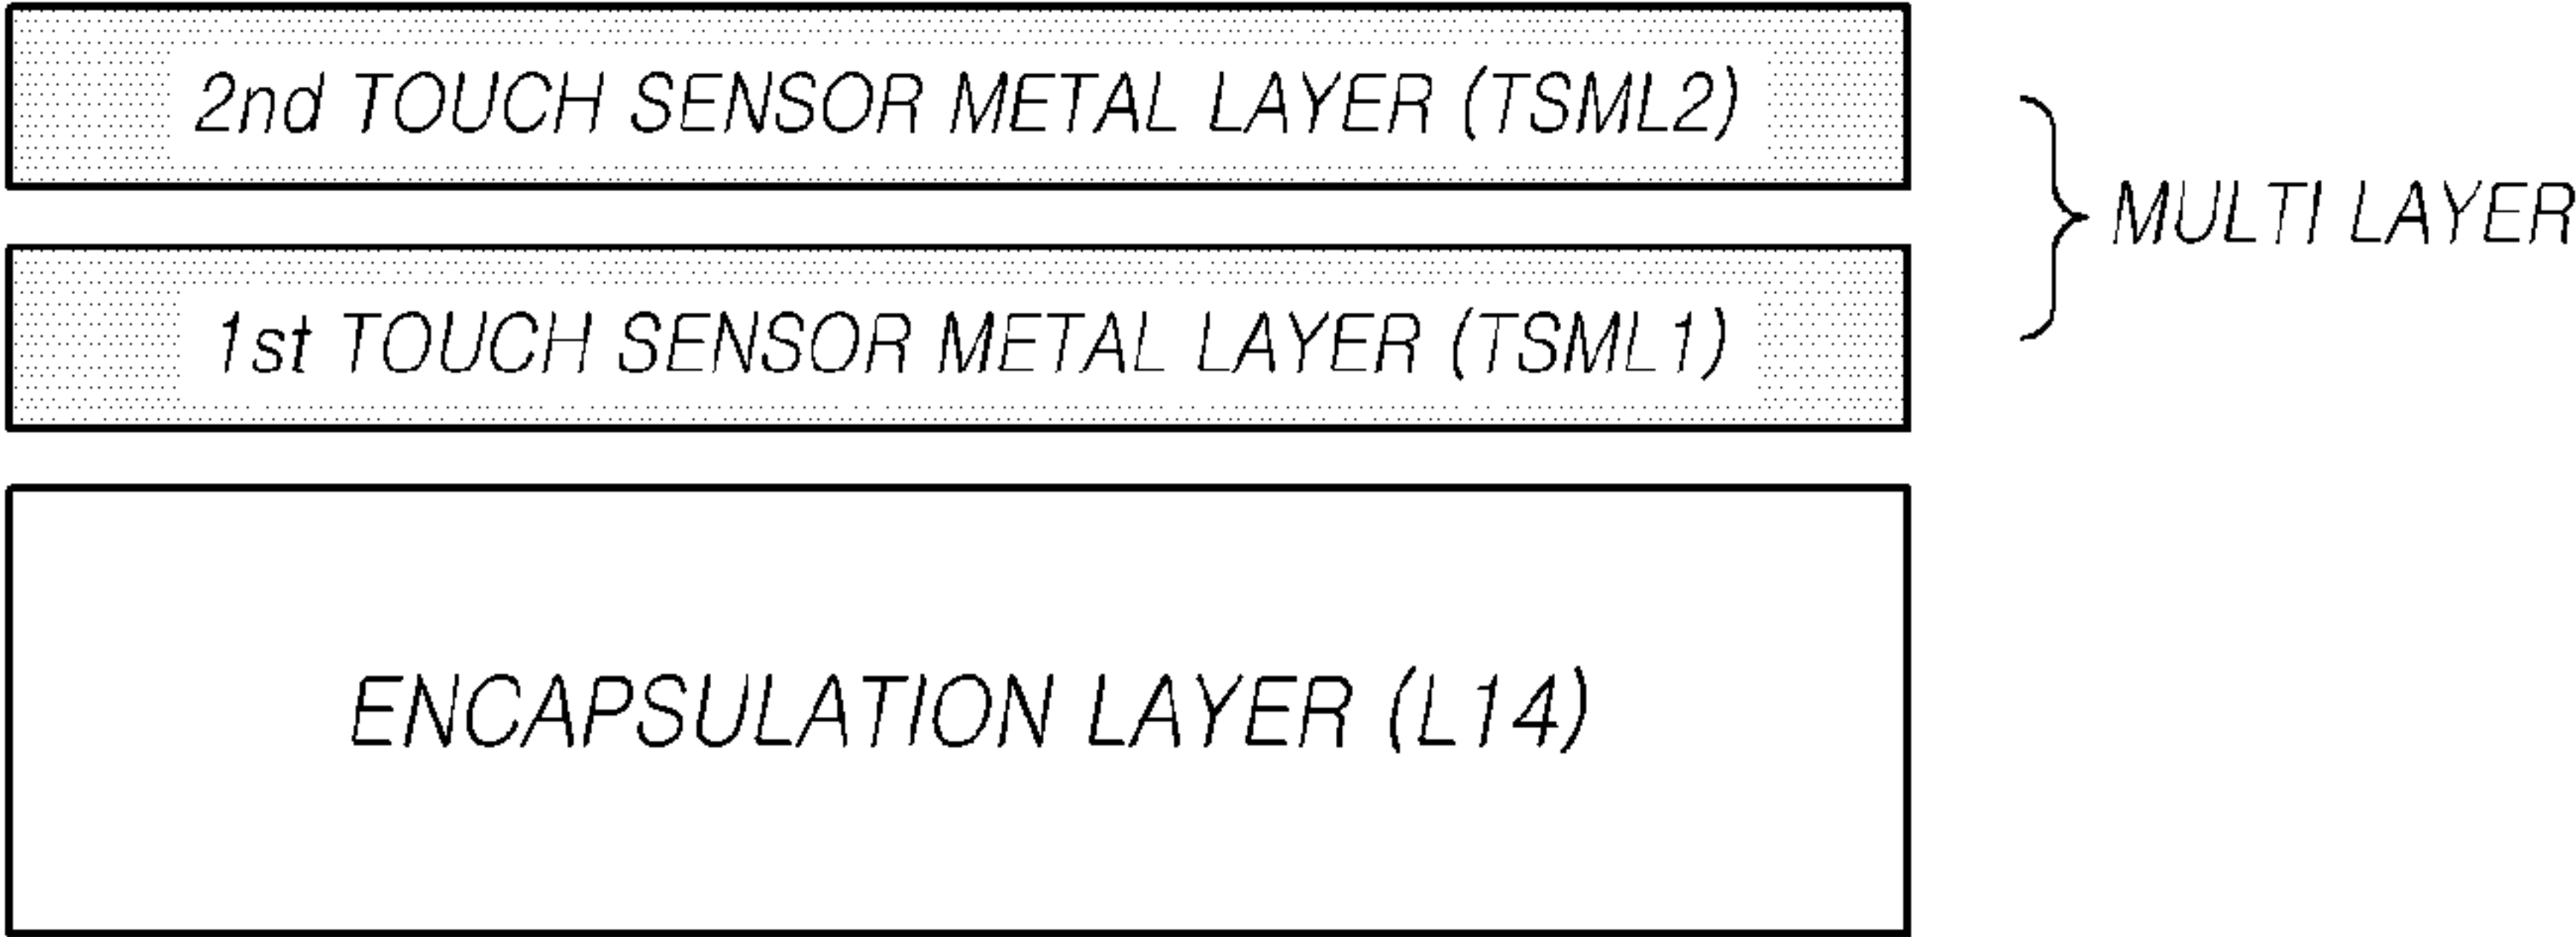 2nd TOUCH SENSOR METAL LAYER (TSML2)
MULTI LAYER
1st TOUCH SENSOR METAL LAYER (TSML1)
ENCAPSULATION LAYER (L14)